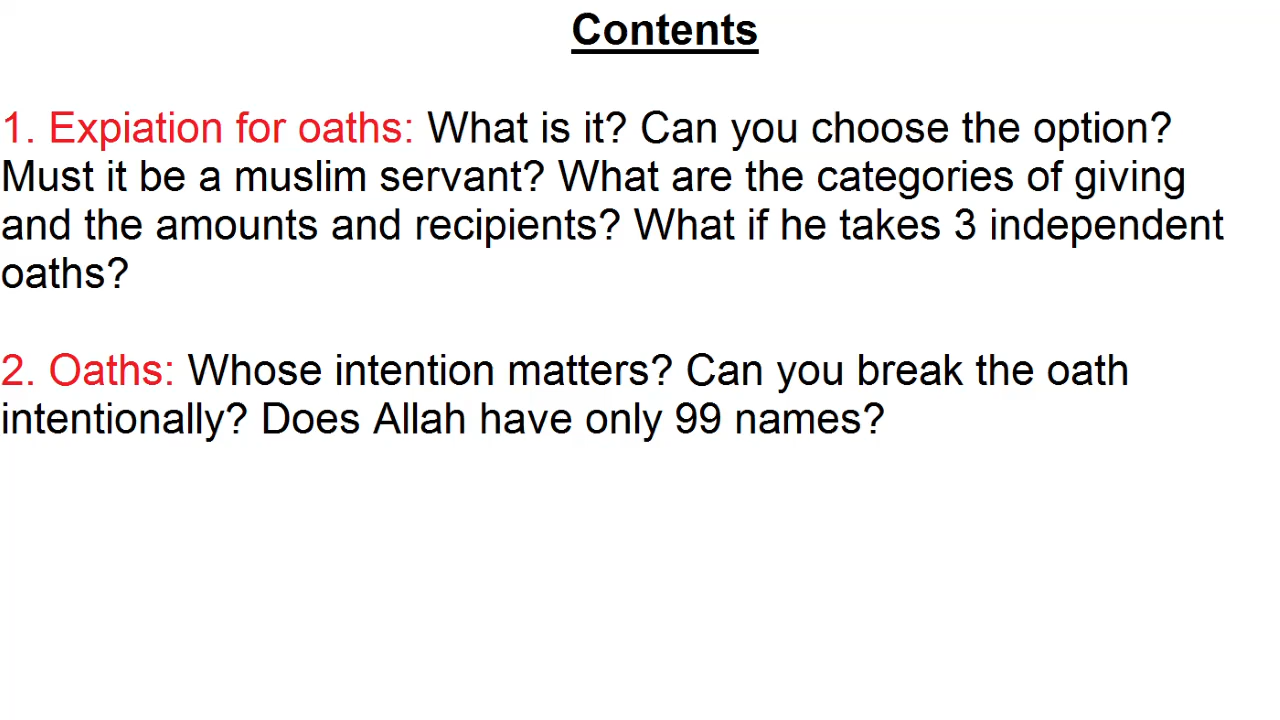 Contents
1. Expiation for oaths: What is it? Can you choose the option?
Must it be a muslim servant? What are the categories of giving
and the amounts and recipients? What if he takes 3 independent
oaths?
2. Oaths: Whose intention matters? Can you break the oath
intentionally? Does Allah have only 99 names?